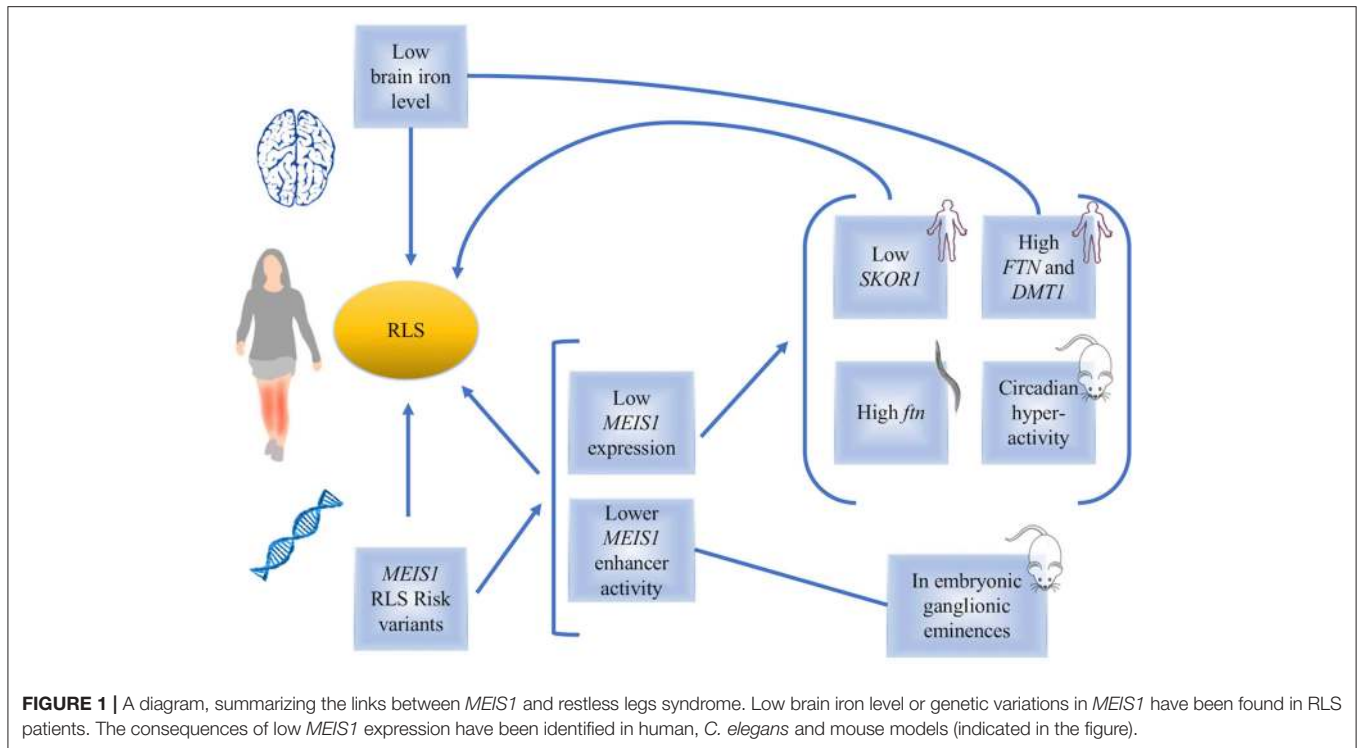 Low
brain iron
level
Low
SKOR1
High
FTN and
DMT1
RLS
High ftn
Circadian
hyper-
activity
Low
MEIS1
expression
Lower
MEIS1
enhancer
activity
MEIS1
RLS Risk
variants
In embryonic
ganglionic
eminences
FIGURE 1 | A diagram, summarizing the links between MEIS1 and restless legs syndrome. Low brain iron level or genetic variations in MEIS1 have been found in RLS
patients. The consequences of low MEIS1 expression have been identified in human, C. elegans and mouse models (indicated in the figure).